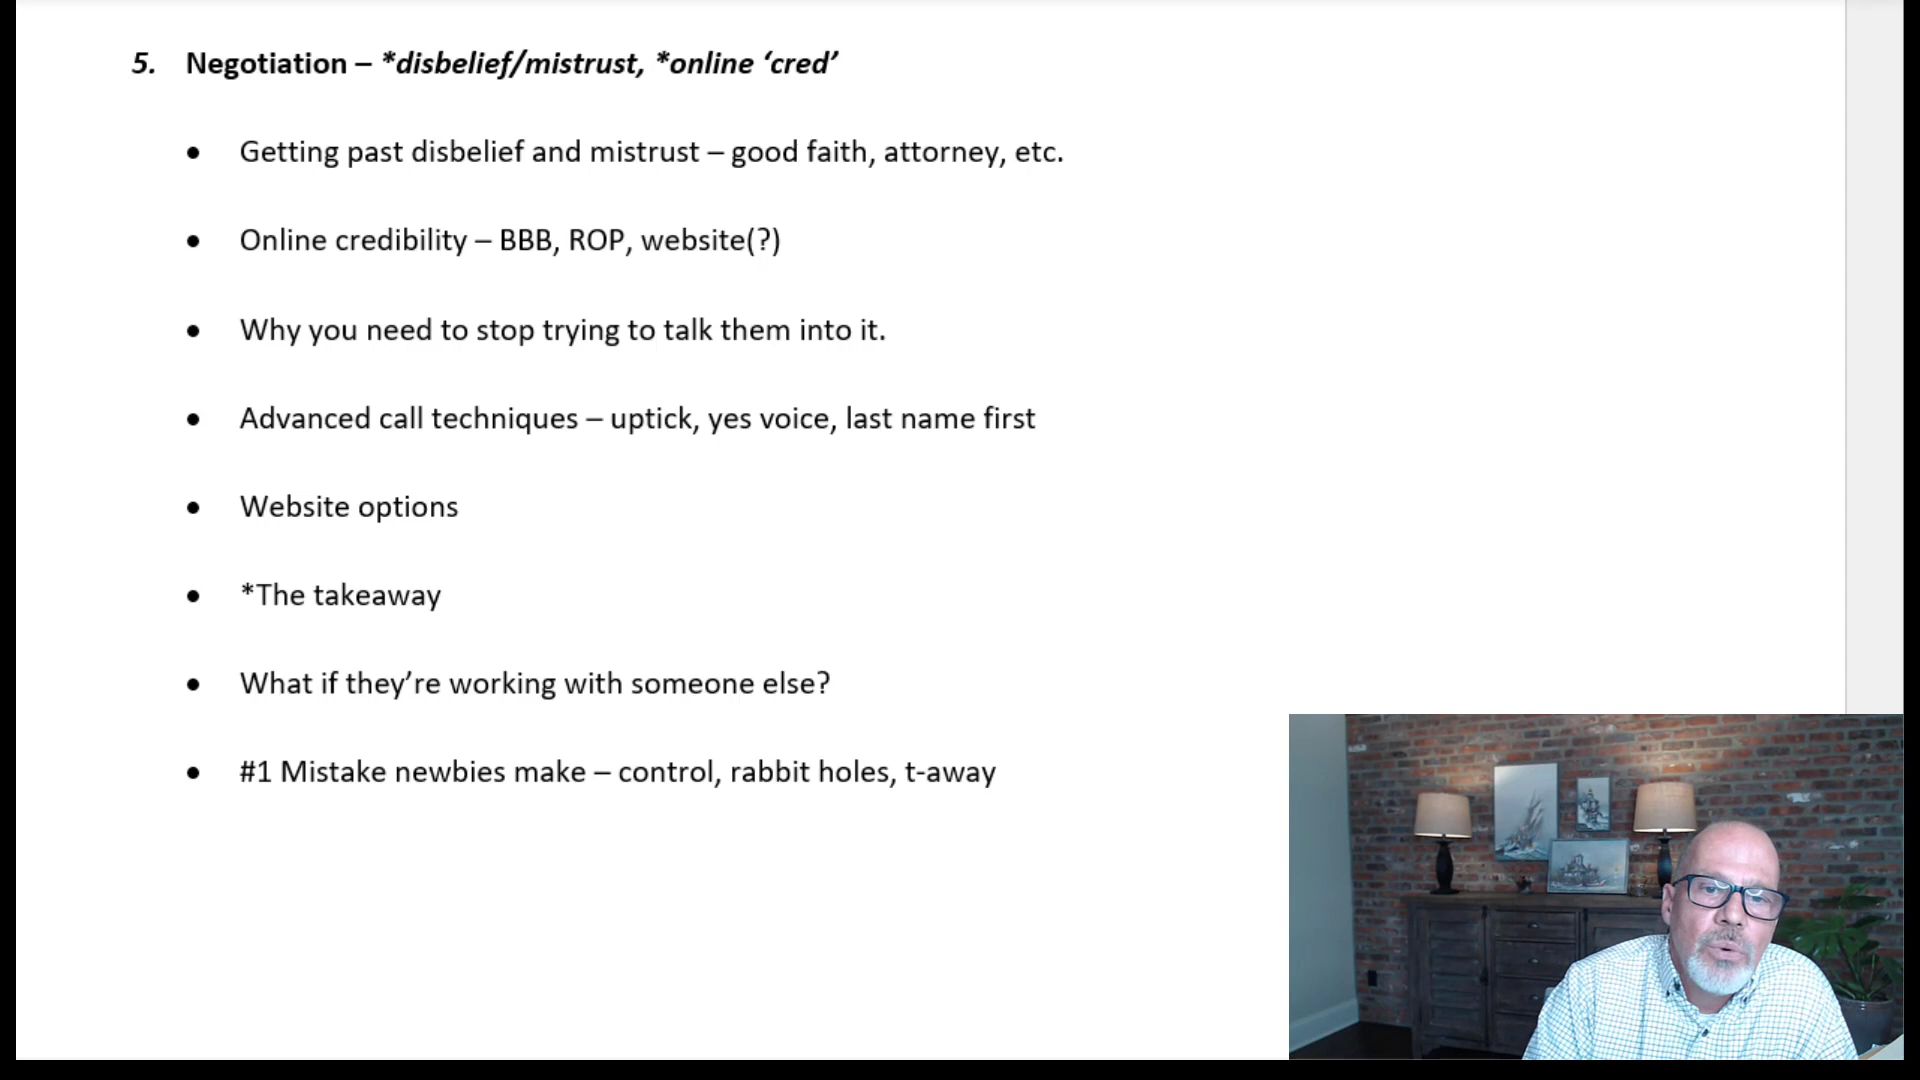 5. Negotiation – *disbelief/mistrust, *online ‘cred’
• Getting past disbelief and mistrust – good faith, attorney, etc.
• Online credibility – BBB, ROP, website(?)
• Why you need to stop trying to talk them into it.
• Advanced call techniques – uptick, yes voice, last name first
• Website options
• *The takeaway
• What if they’re working with someone else?
• #1 Mistake newbies make – control, rabbit holes, t-away